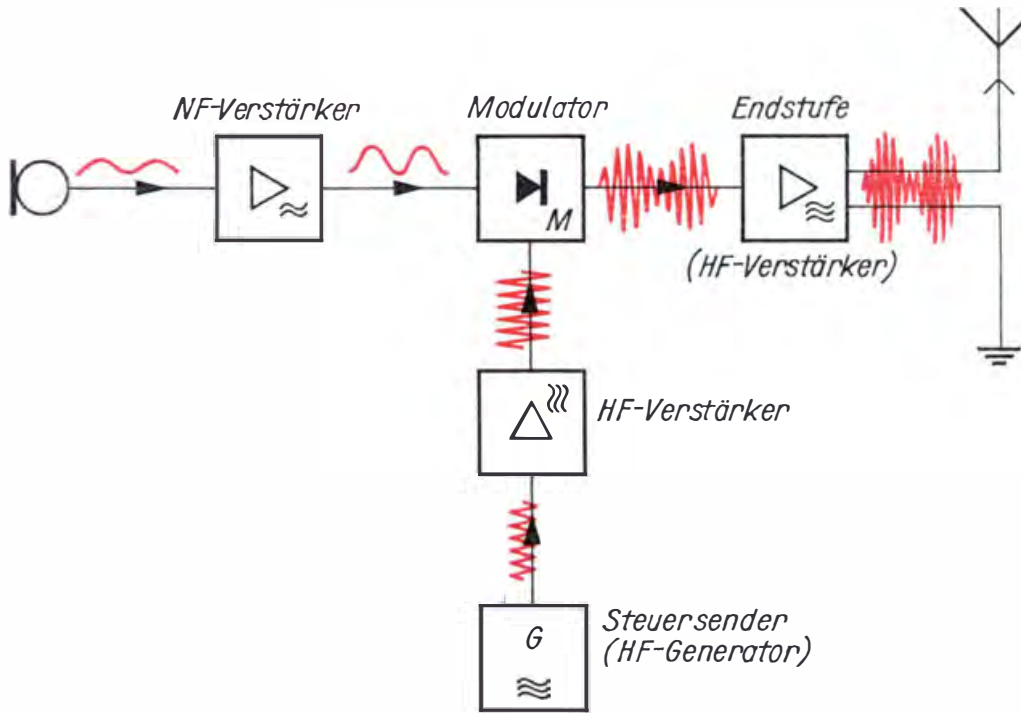 NF-Verstärker
Modulator
Endstufe
M
(HF-Verstärker)
HF-Verstärker
G
Steuersender
(HF-Generator)